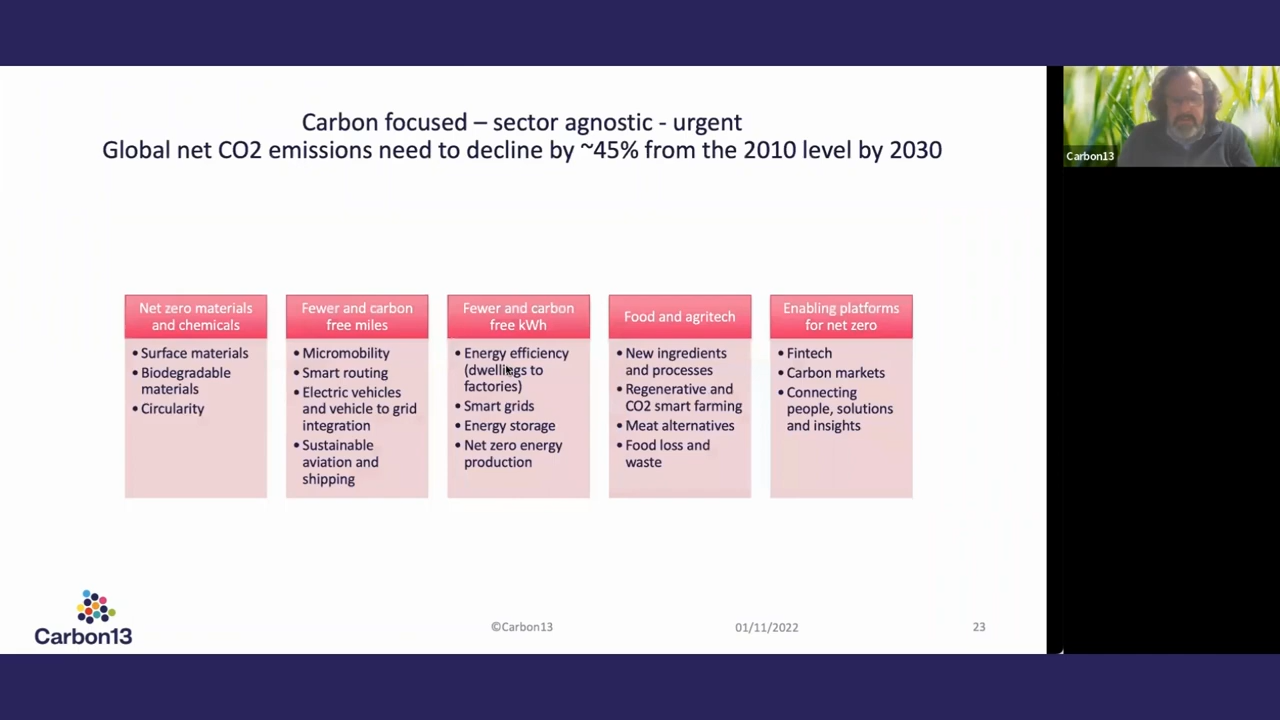 Carbon focused – sector agnostic - urgent
Global net CO2 emissions need to decline by ~45% from the 2010 level by 2030
Carbon13
Net zero materials
and chemicals
• Surface materials
• Biodegradable
materials
• Circularity
Fewer and carbon
free miles
• Micromobility
• Smart routing
• Electric vehicles
and vehicle to grid
integration
• Sustainable
aviation and
shipping
Fewer and carbon
free kWh
• Energy efficiency
(dwellings to
factories)
• Smart grids
• Energy storage
• Net zero energy
production
Food and agritech
• New ingredients
and processes
• Regenerative and
CO2 smart farming
• Meat alternatives
• Food loss and
waste
Enabling platforms
for net zero
• Fintech
• Carbon markets
• Connecting
people, solutions
and insights
Carbon13
©Carbon13
01/11/2022
23